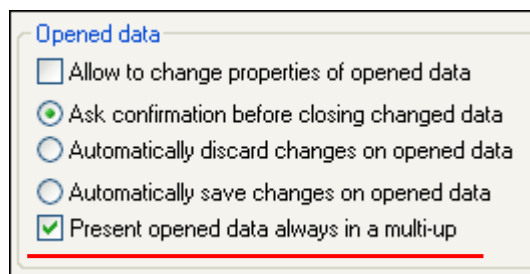 Opened data
Allow to change properties of opened data
Ask confirmation before closing changed data
Automatically discard changes on opened data
Automatically save changes on opened data
Present opened data always in a multi-up